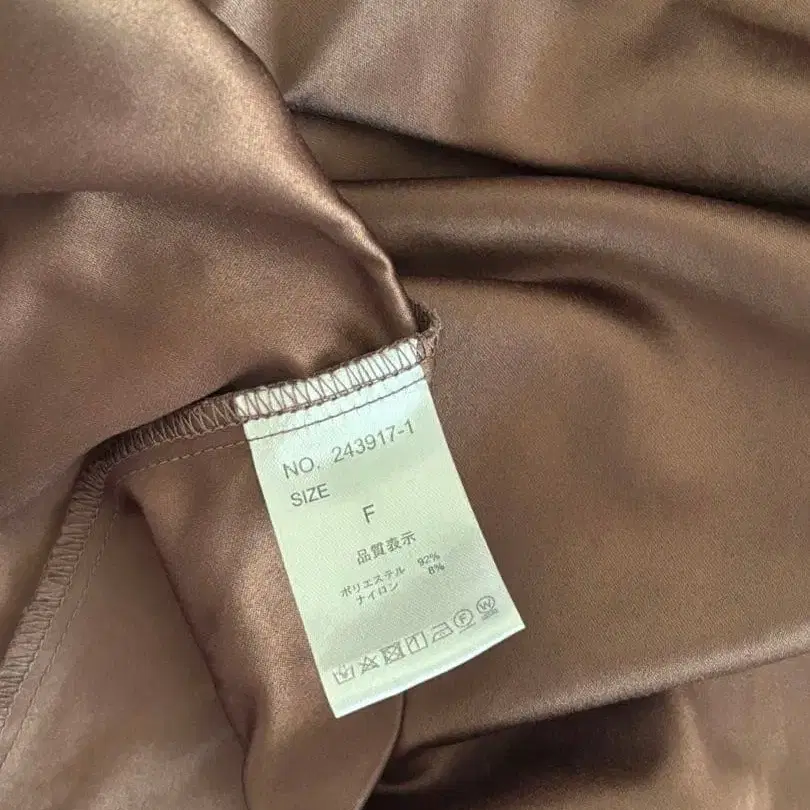 NO. 243917-1
SIZE
F
品質表示
ポリエステル 92%
ナイロン 8%
F W